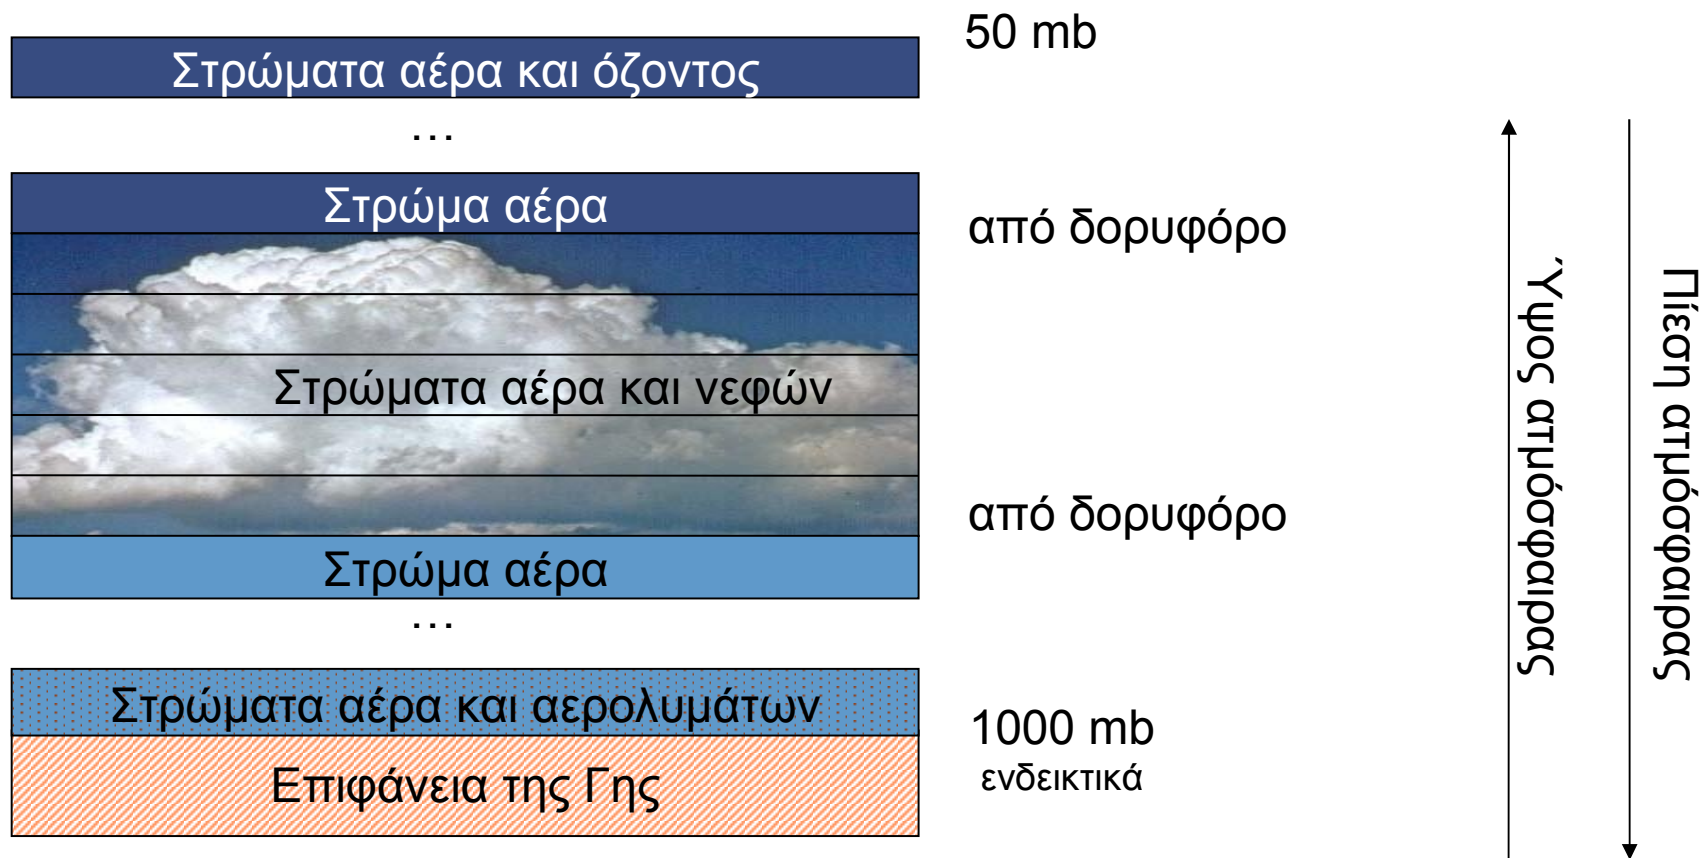 50 mb
Στρώματα αέρα και όζοντος
…
Στρώμα αέρα
από δορυφόρο
Στρώματα αέρα και νεφών
από δορυφόρο
Στρώμα αέρα
…
Στρώματα αέρα και αερολυμάτων
1000 mb
ενδεικτικά
Επιφάνεια της Γης
Ύψος ατμόσφαιρας
Πίεση ατμόσφαιρας